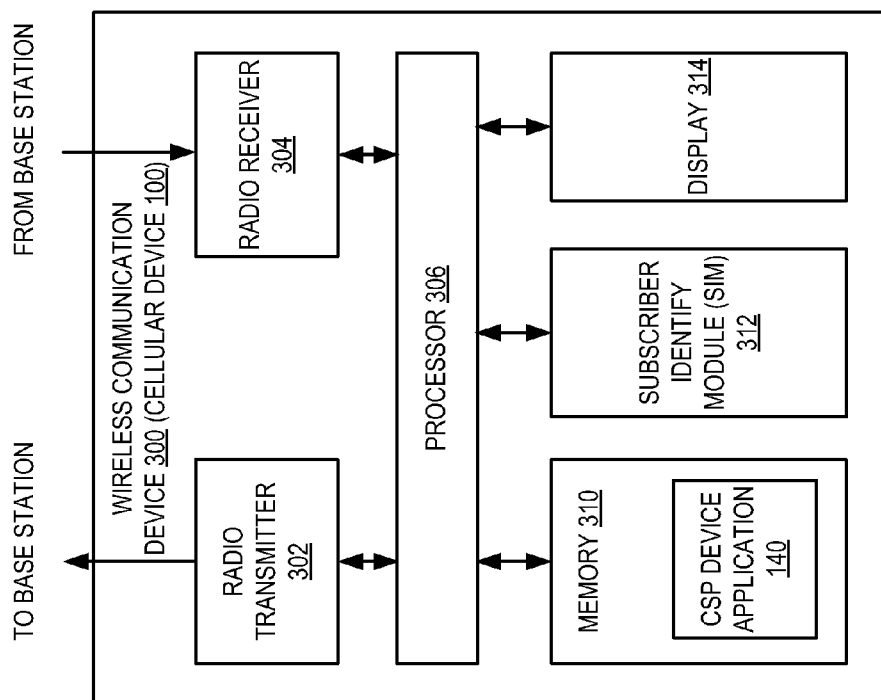 TO BASE STATION
FROM BASE STATION
WIRELESS COMMUNICATION
DEVICE 300 (CELLULAR DEVICE 100)
RADIO
TRANSMITTER
302
RADIO RECEIVER
304
PROCESSOR 306
MEMORY 310
CSP DEVICE
APPLICATION
140
SUBSCRIBER
IDENTIFY
MODULE (SIM)
312
DISPLAY 314